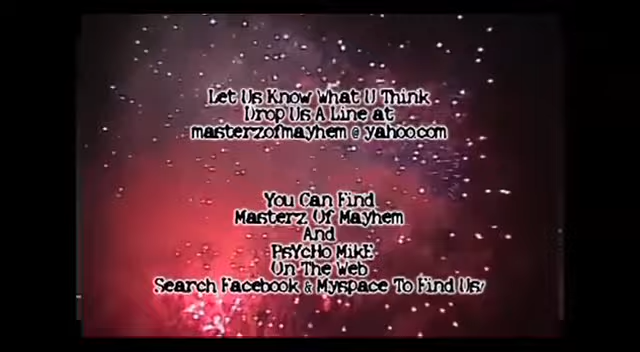 Let Us Know What U Think
Drop Us A Line at
masterzofmayhem@yahoo.com
You Can Find
Masterz Of Mayhem
And
PsYcHo MikE
On The Web
Search Facebook & Myspace To Find Us!